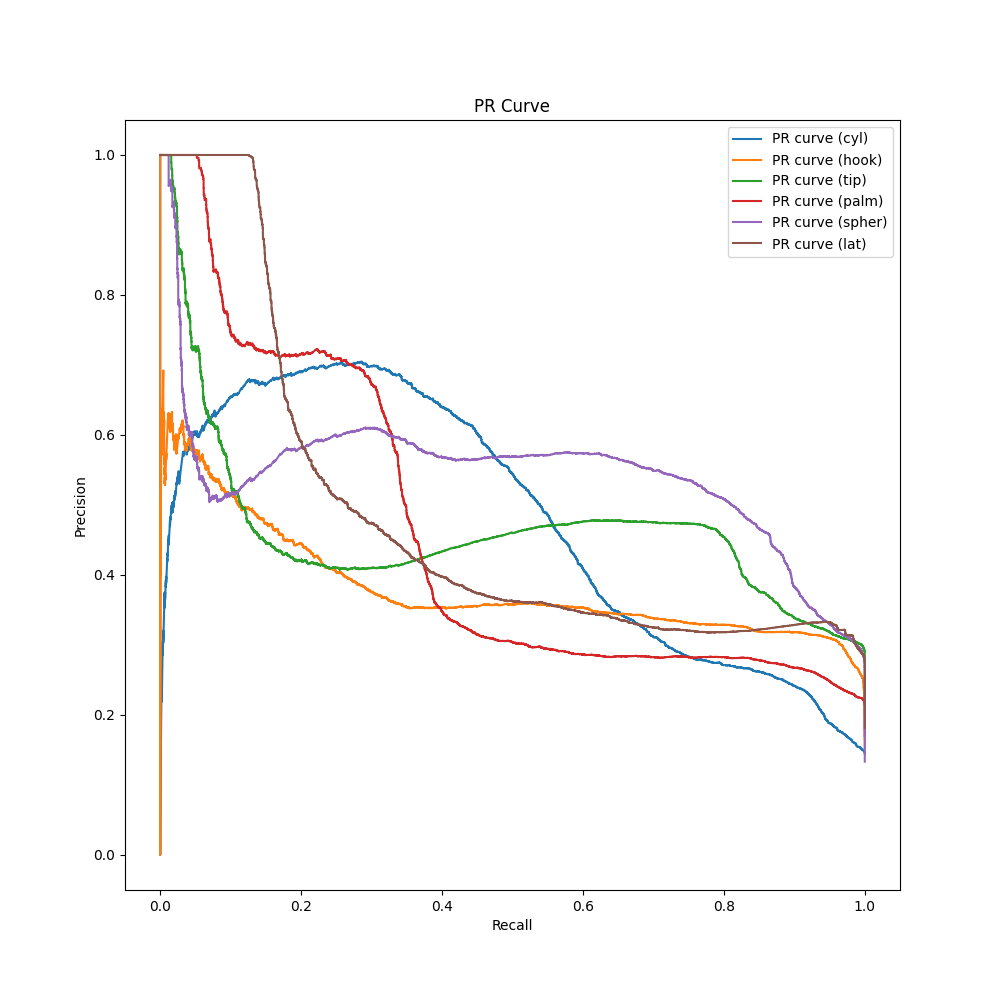 PR Curve
PR curve (cyl)
PR curve (hook)
PR curve (tip)
PR curve (palm)
PR curve (spher)
PR curve (lat)
Precision
1.0
0.8
0.6
0.4
0.2
0.0
0.0 0.2 0.4 0.6 0.8 1.0
Recall